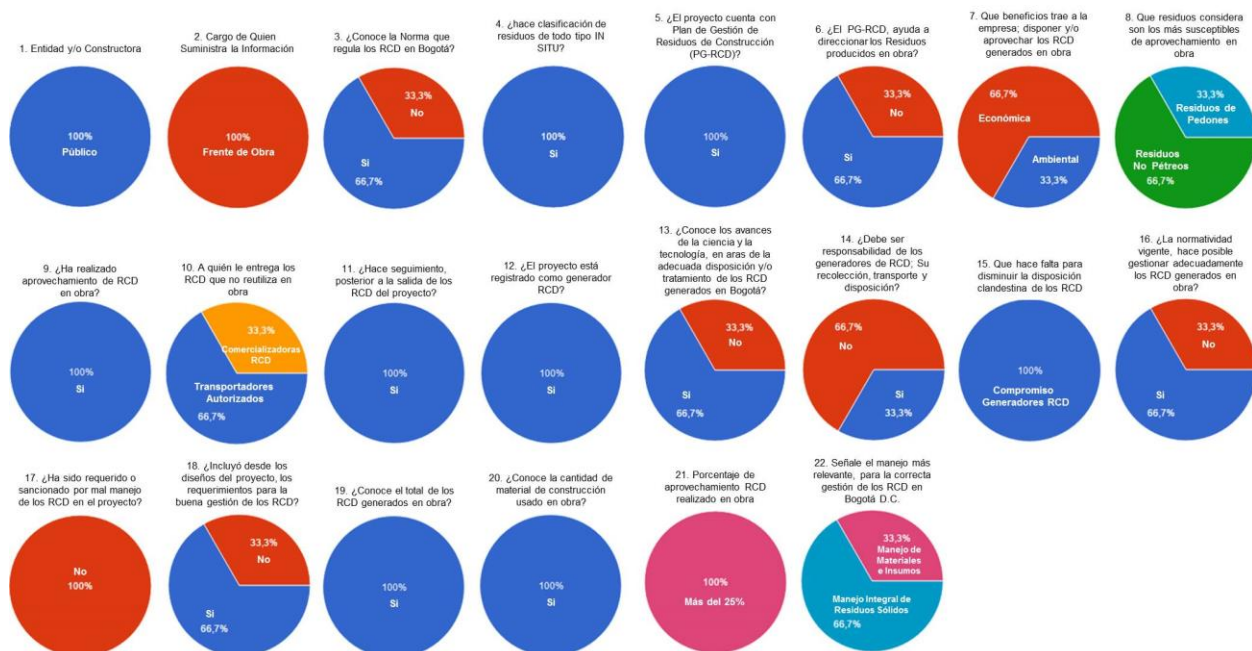 1. Entidad y/o Constructora
100%
Público
2. Cargo de Quien
Suministra la Información
100%
Frente de Obra
3. ¿Conoce la Norma que
regula los RCD en Bogotá?
33,3%
No
Si
66,7%
4. ¿hace clasificación de
residuos de todo tipo IN
SITU?
100%
Si
5. ¿El proyecto cuenta con
Plan de Gestión de
Residuos de Construcción
(PG-RCD)?
100%
Si
6. ¿El PG-RCD, ayuda a
direccionar los Residuos
producidos en obra?
33,3%
No
Si
66,7%
7. Que beneficios trae a la
empresa; disponer y/o
aprovechar los RCD
generados en obra
66,7%
Económica
Ambiental
33,3%
8. Que residuos considera
son los más susceptibles
de aprovechamiento en
obra
33,3%
Residuos de
Pedones
Residuos
No Pétreos
66,7%
9. ¿Ha realizado
aprovechamiento de RCD
en obra?
100%
Si
10. A quién le entrega los
RCD que no reutiliza en
obra
33,3%
Comercializadoras
RCD
Transportadores
Autorizados
66,7%
11. ¿Hace seguimiento,
posterior a la salida de los
RCD del proyecto?
100%
Si
12. ¿El proyecto está
registrado como generador
RCD?
100%
Si
13. ¿Conoce los avances
de la ciencia y la
tecnología, en aras de la
adecuada disposición y/o
tratamiento de los RCD
generados en Bogotá?
33,3%
No
Si
66,7%
14. ¿Debe ser
responsabilidad de los
generadores de RCD; Su
recolección, transporte y
disposición?
66,7%
No
Si
33,3%
15. Que hace falta para
disminuir la disposición
clandestina de los RCD
100%
Compromiso
Generadores RCD
16. ¿La normatividad
vigente, hace posible
gestionar adecuadamente
los RCD generados en
obra?
33,3%
No
Si
66,7%
17. ¿Ha sido requerido o
sancionado por mal manejo
de los RCD en el proyecto?
No
100%
18. ¿Incluyó desde los
diseños del proyecto, los
requerimientos para la
buena gestión de los RCD?
33,3%
No
Si
66,7%
19. ¿Conoce el total de los
RCD generados en obra?
100%
Si
20. ¿Conoce la cantidad de
material de construcción
usado en obra?
100%
Si
21. Porcentaje de
aprovechamiento RCD
realizado en obra
100%
Más del 25%
22. Señale el manejo más
relevante, para la correcta
gestión de los RCD en
Bogotá D.C.
33,3%
Manejo de
Materiales
e Insumos
Manejo Integral de
Residuos Sólidos
66,7%